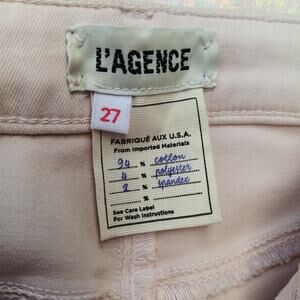 L'AGENCE
27
FABRIQUÉ AUX U.S.A.
From Imported Materials
94 % cotton
4 % polyester
2 % spandex
%
See Care Label
For Wash Instructions